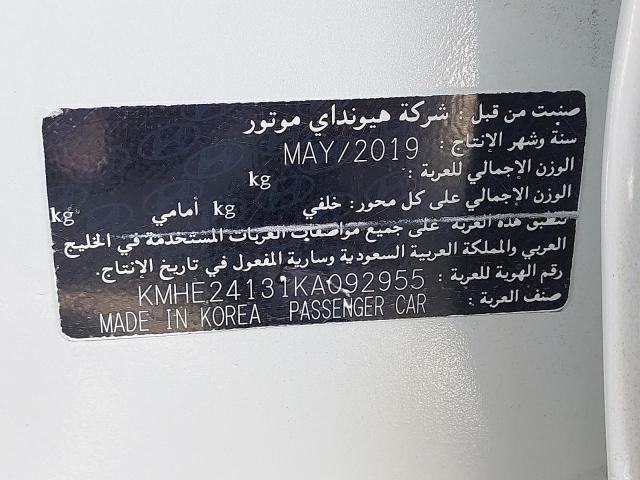 صنعت من قبل : شركة هيونداي موتور
سنة وشهر الإنتاج : MAY/2019
الوزن الإجمالي للعربة : kg
الوزن الإجمالي على كل محور: خلفي kg أمامي kg
تنطبق هذه العربة على جميع مواصفات العربات المستخدمة في الخليج
العربي والمملكة العربية السعودية وسارية المفعول في تاريخ الإنتاج.
رقم الهوية للعربة : KMHE24131KA092955
صنف العربة : PASSENGER CAR
MADE IN KOREA